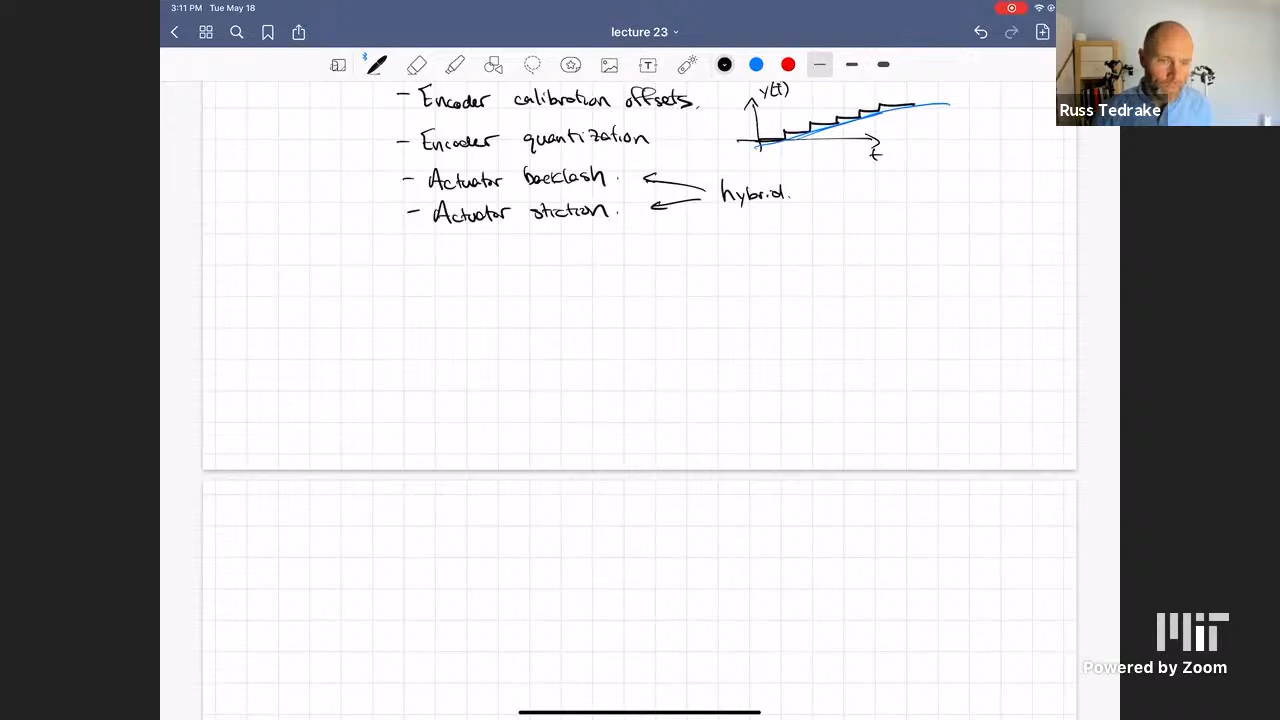 3:11 PM Tue May 18
lecture 23
Russ Tedrake
- Encoder calibration offsets.
y(t)
- Encoder quantization
t
- Actuator backlash.
hybrid.
- Actuator stiction.
MIT
Powered by Zoom